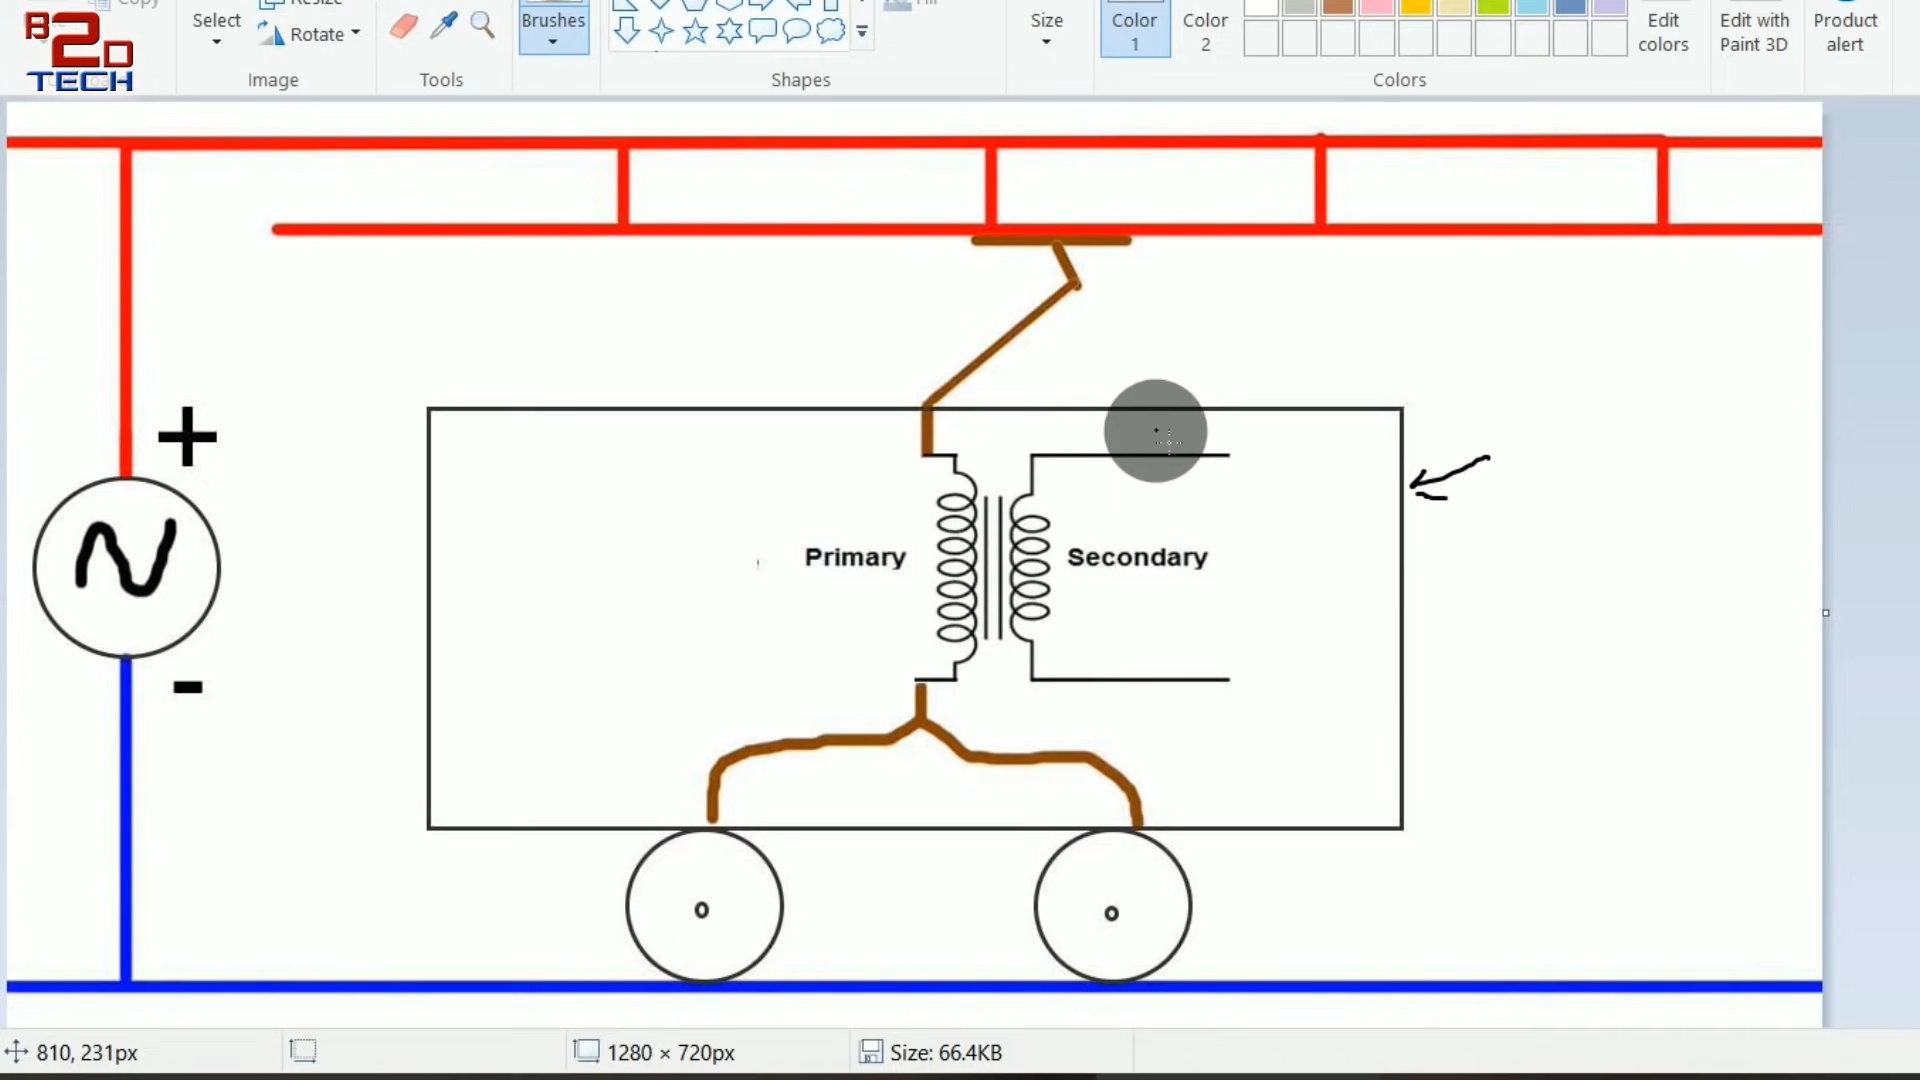 B2D
TECH
Select
Rotate
Brushes
Size
Color
1
Color
2
Edit
colors
Edit with
Paint 3D
Product
alert
Image
Tools
Shapes
Colors
+
-
Primary
Secondary
810, 231px
1280 × 720px
Size: 66.4KB